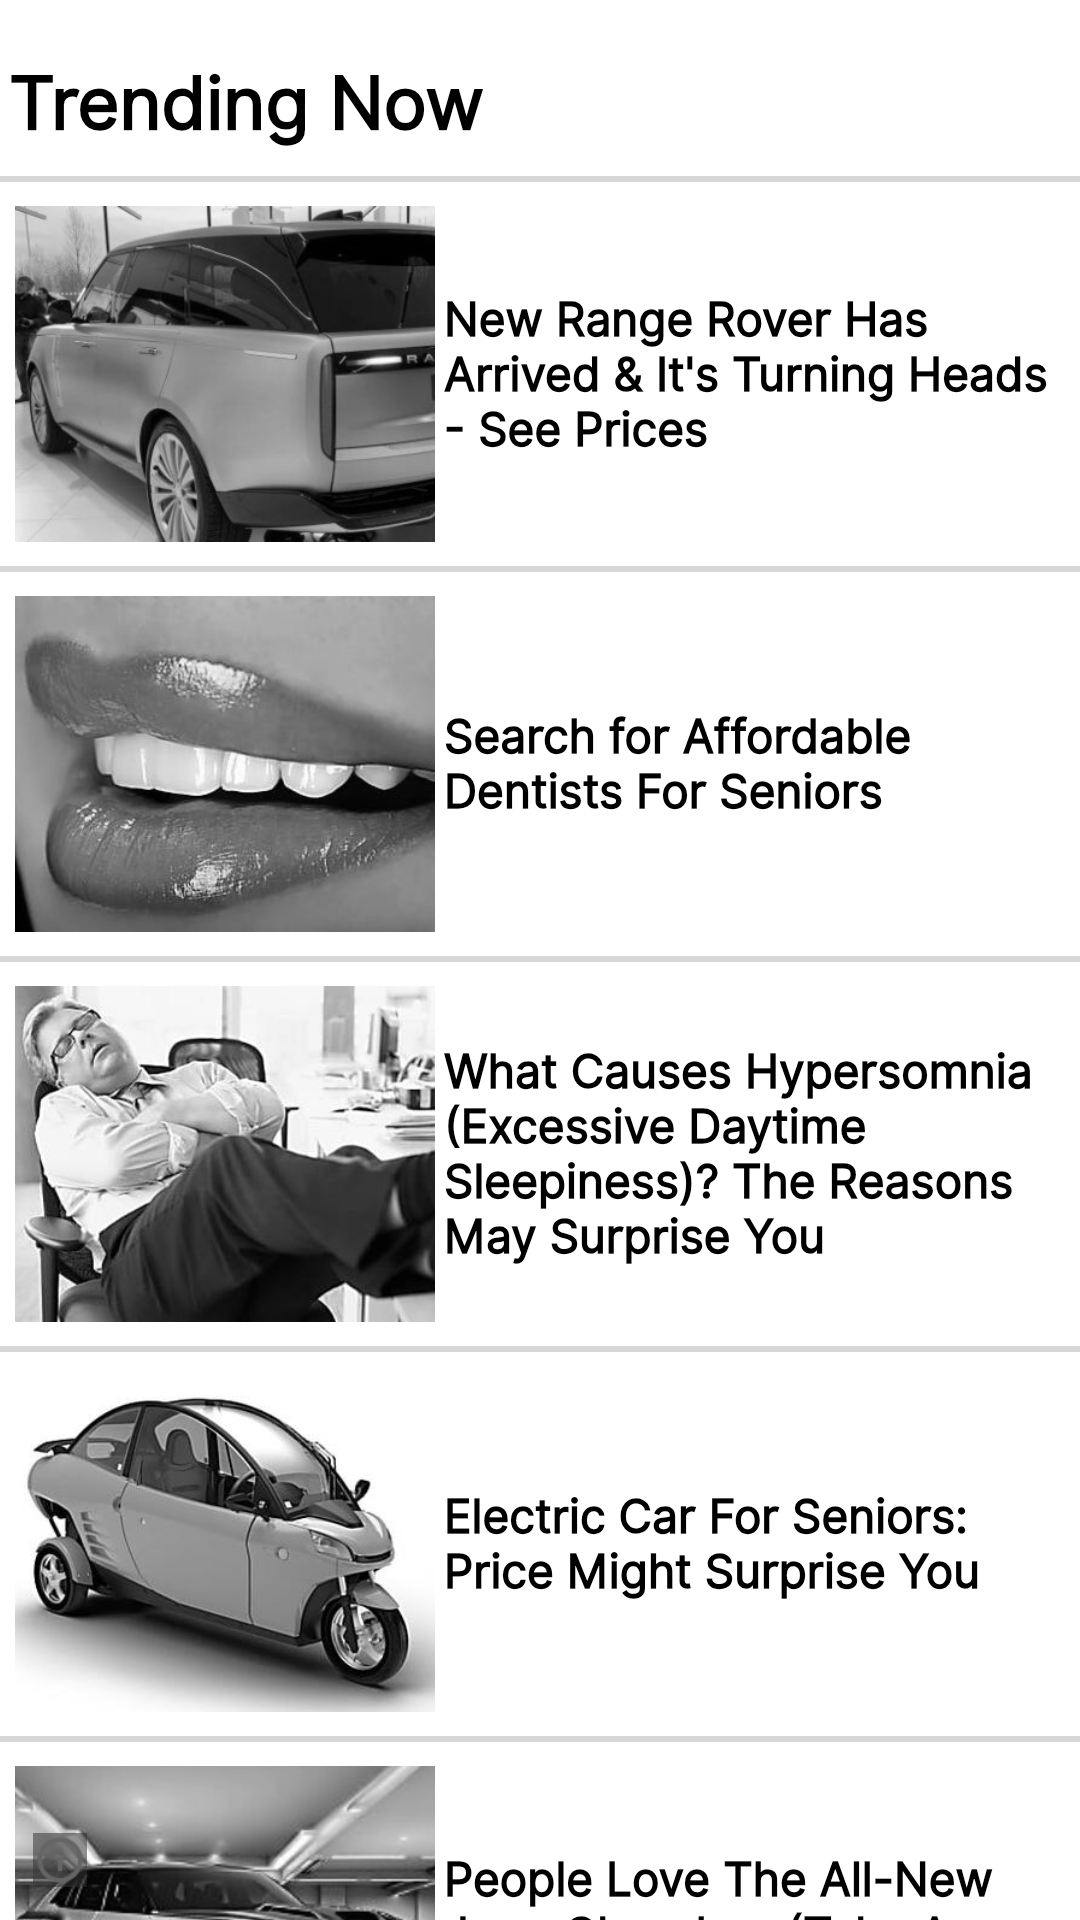 Trending Now
RA
New Range Rover Has
Arrived & It's Turning Heads
- See Prices
Search for Affordable
Dentists For Seniors
What Causes Hypersomnia
(Excessive Daytime
Sleepiness)? The Reasons
May Surprise You
Electric Car For Seniors:
Price Might Surprise You
People Love The All-New